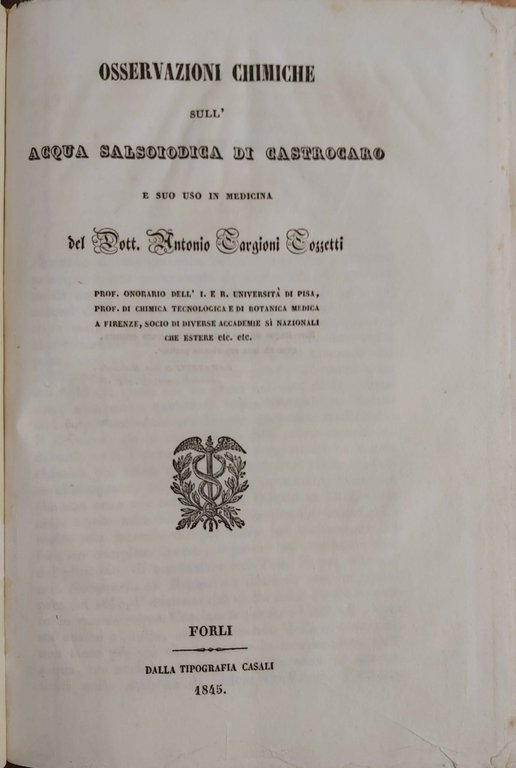 OSSERVAZIONI CHIMICHE
SULL'
ACQUA SALSOIODICA DI CASTROCARO
E SUO USO IN MEDICINA
del Dott. Antonio Targioni Tozzetti
PROF. ONORARIO DELL' I. E R. UNIVERSITÀ DI PISA,
PROF. DI CHIMICA TECNOLOGICA E DI BOTANICA MEDICA
A FIRENZE, SOCIO DI DIVERSE ACCADEMIE SÌ NAZIONALI
CHE ESTERE etc. etc.
FORLI
DALLA TIPOGRAFIA CASALI
1845.